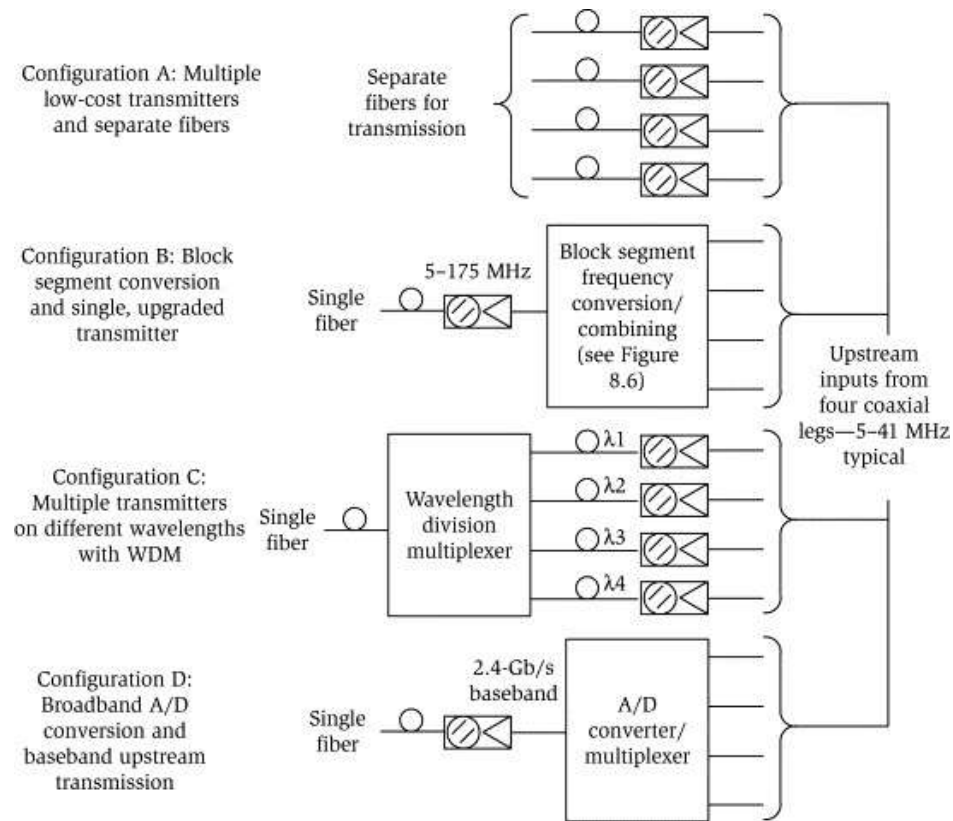 Configuration A: Multiple
low-cost transmitters
and separate fibers
Separate
fibers for
transmission
Configuration B: Block
segment conversion
and single, upgraded
transmitter
Single
fiber
5–175 MHz
Block segment
frequency
conversion/
combining
(see Figure
8.6)
Upstream
inputs from
four coaxial
legs—5–41 MHz
typical
Configuration C:
Multiple transmitters
on different wavelengths
with WDM
Single
fiber
Wavelength
division
multiplexer
λ1
λ2
λ3
λ4
Configuration D:
Broadband A/D
conversion and
baseband upstream
transmission
Single
fiber
2.4-Gb/s
baseband
A/D
converter/
multiplexer